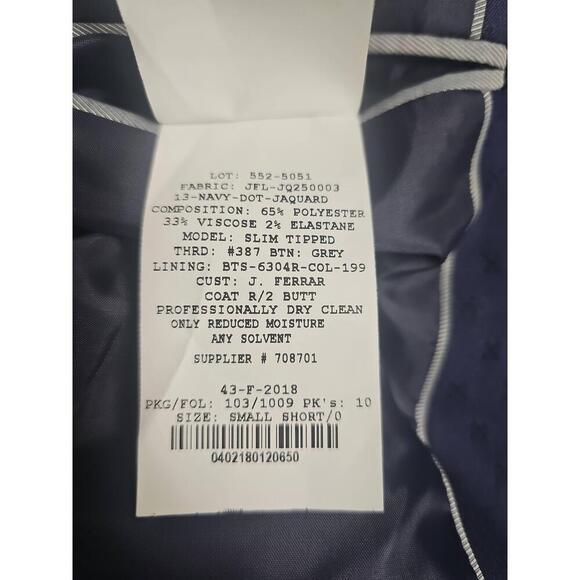 LOT: 552-5051
FABRIC: JFL-JQ250003
13-NAVY-DOT-JAQUARD
COMPOSITION: 65% POLYESTER
33% VISCOSE 2% ELASTANE
MODEL: SLIM TIPPED
THRD: #387 BTN: GREY
LINING: BTS-6304R-COL-199
CUST: J. FERRAR
COAT R/2 BUTT
PROFESSIONALLY DRY CLEAN
ONLY REDUCED MOISTURE
ANY SOLVENT
SUPPLIER # 708701
43-F-2018
PKG/FOL: 103/1009 PK's: 10
SIZE: SMALL SHORT/0
0402180120650